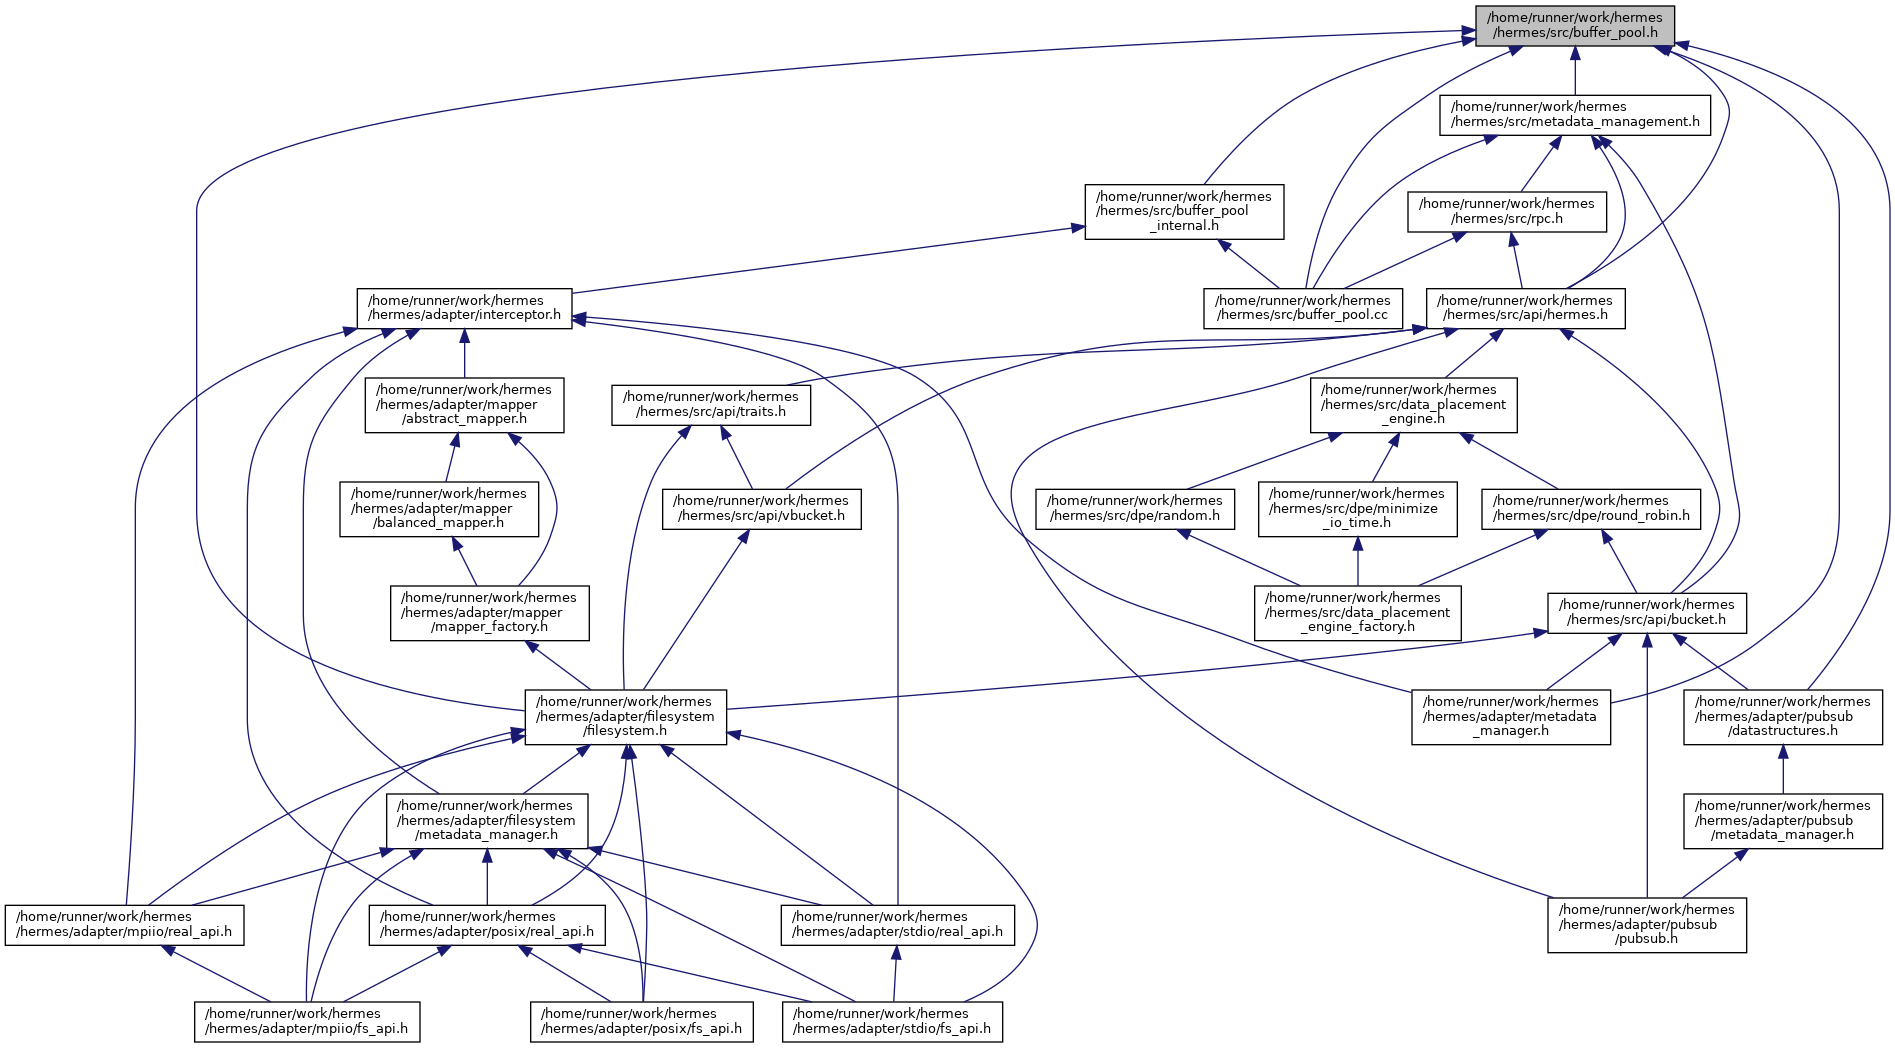 /home/runner/work/hermes
/hermes/src/buffer_pool.h
/home/runner/work/hermes
/hermes/src/metadata_management.h
/home/runner/work/hermes
/hermes/src/buffer_pool
_internal.h
/home/runner/work/hermes
/hermes/src/rpc.h
/home/runner/work/hermes
/hermes/adapter/interceptor.h
/home/runner/work/hermes
/hermes/src/buffer_pool.cc
/home/runner/work/hermes
/hermes/src/api/hermes.h
/home/runner/work/hermes
/hermes/adapter/mapper
/abstract_mapper.h
/home/runner/work/hermes
/hermes/src/api/traits.h
/home/runner/work/hermes
/hermes/src/data_placement
_engine.h
/home/runner/work/hermes
/hermes/adapter/mapper
/balanced_mapper.h
/home/runner/work/hermes
/hermes/src/api/vbucket.h
/home/runner/work/hermes
/hermes/src/dpe/random.h
/home/runner/work/hermes
/hermes/src/dpe/minimize
_io_time.h
/home/runner/work/hermes
/hermes/src/dpe/round_robin.h
/home/runner/work/hermes
/hermes/adapter/mapper
/mapper_factory.h
/home/runner/work/hermes
/hermes/src/data_placement
_engine_factory.h
/home/runner/work/hermes
/hermes/src/api/bucket.h
/home/runner/work/hermes
/hermes/adapter/filesystem
/filesystem.h
/home/runner/work/hermes
/hermes/adapter/metadata
_manager.h
/home/runner/work/hermes
/hermes/adapter/pubsub
/datastructures.h
/home/runner/work/hermes
/hermes/adapter/filesystem
/metadata_manager.h
/home/runner/work/hermes
/hermes/adapter/pubsub
/metadata_manager.h
/home/runner/work/hermes
/hermes/adapter/mpiio/real_api.h
/home/runner/work/hermes
/hermes/adapter/posix/real_api.h
/home/runner/work/hermes
/hermes/adapter/stdio/real_api.h
/home/runner/work/hermes
/hermes/adapter/pubsub
/pubsub.h
/home/runner/work/hermes
/hermes/adapter/mpiio/fs_api.h
/home/runner/work/hermes
/hermes/adapter/posix/fs_api.h
/home/runner/work/hermes
/hermes/adapter/stdio/fs_api.h